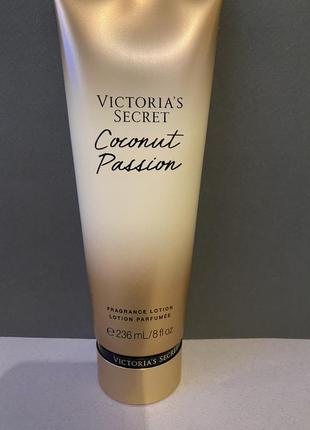 VICTORIA'S
SECRET
Coconut
Passion
FRAGRANCE LOTION
LOTION PARFUMÉE
℮ 236 mL/8 fl oz
VICTORIA'S SECRET